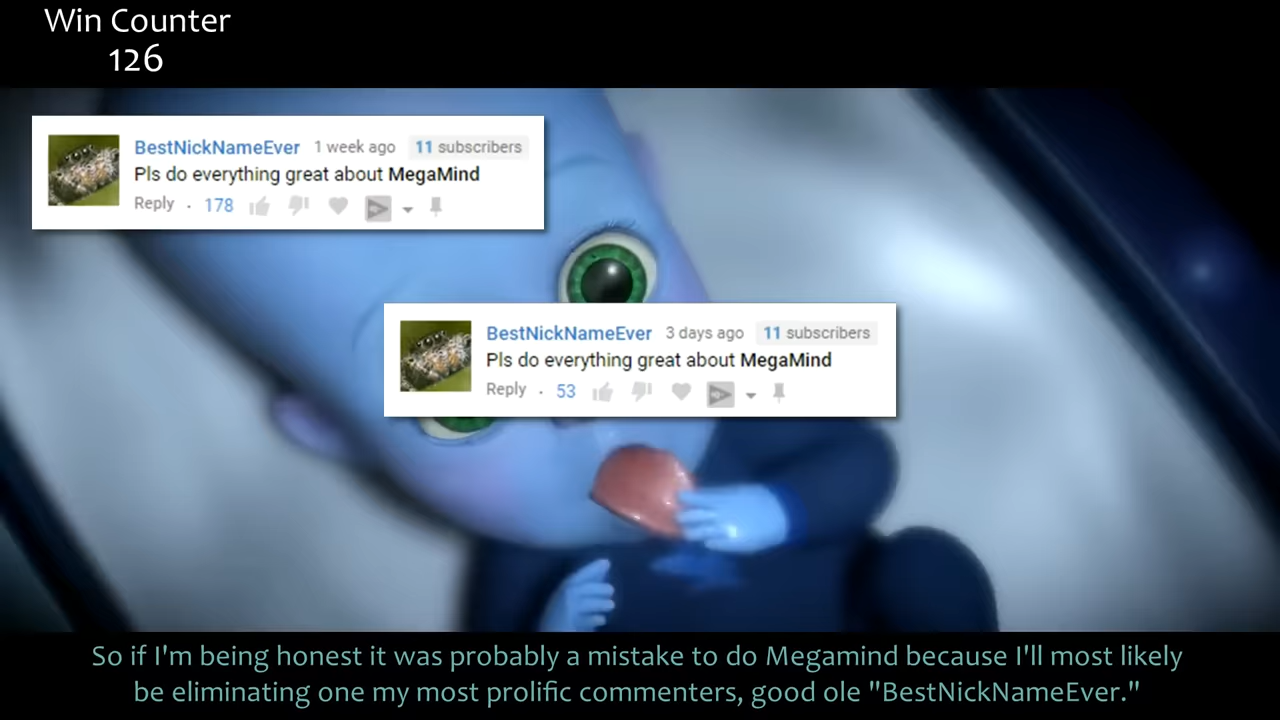 Win Counter
126
BestNickNameEver 1 week ago 11 subscribers
Pls do everything great about MegaMind
Reply · 178
BestNickNameEver 3 days ago 11 subscribers
Pls do everything great about MegaMind
Reply · 53
So if I'm being honest it was probably a mistake to do Megamind because I'll most likely
be eliminating one my most prolific commenters, good ole "BestNickNameEver."